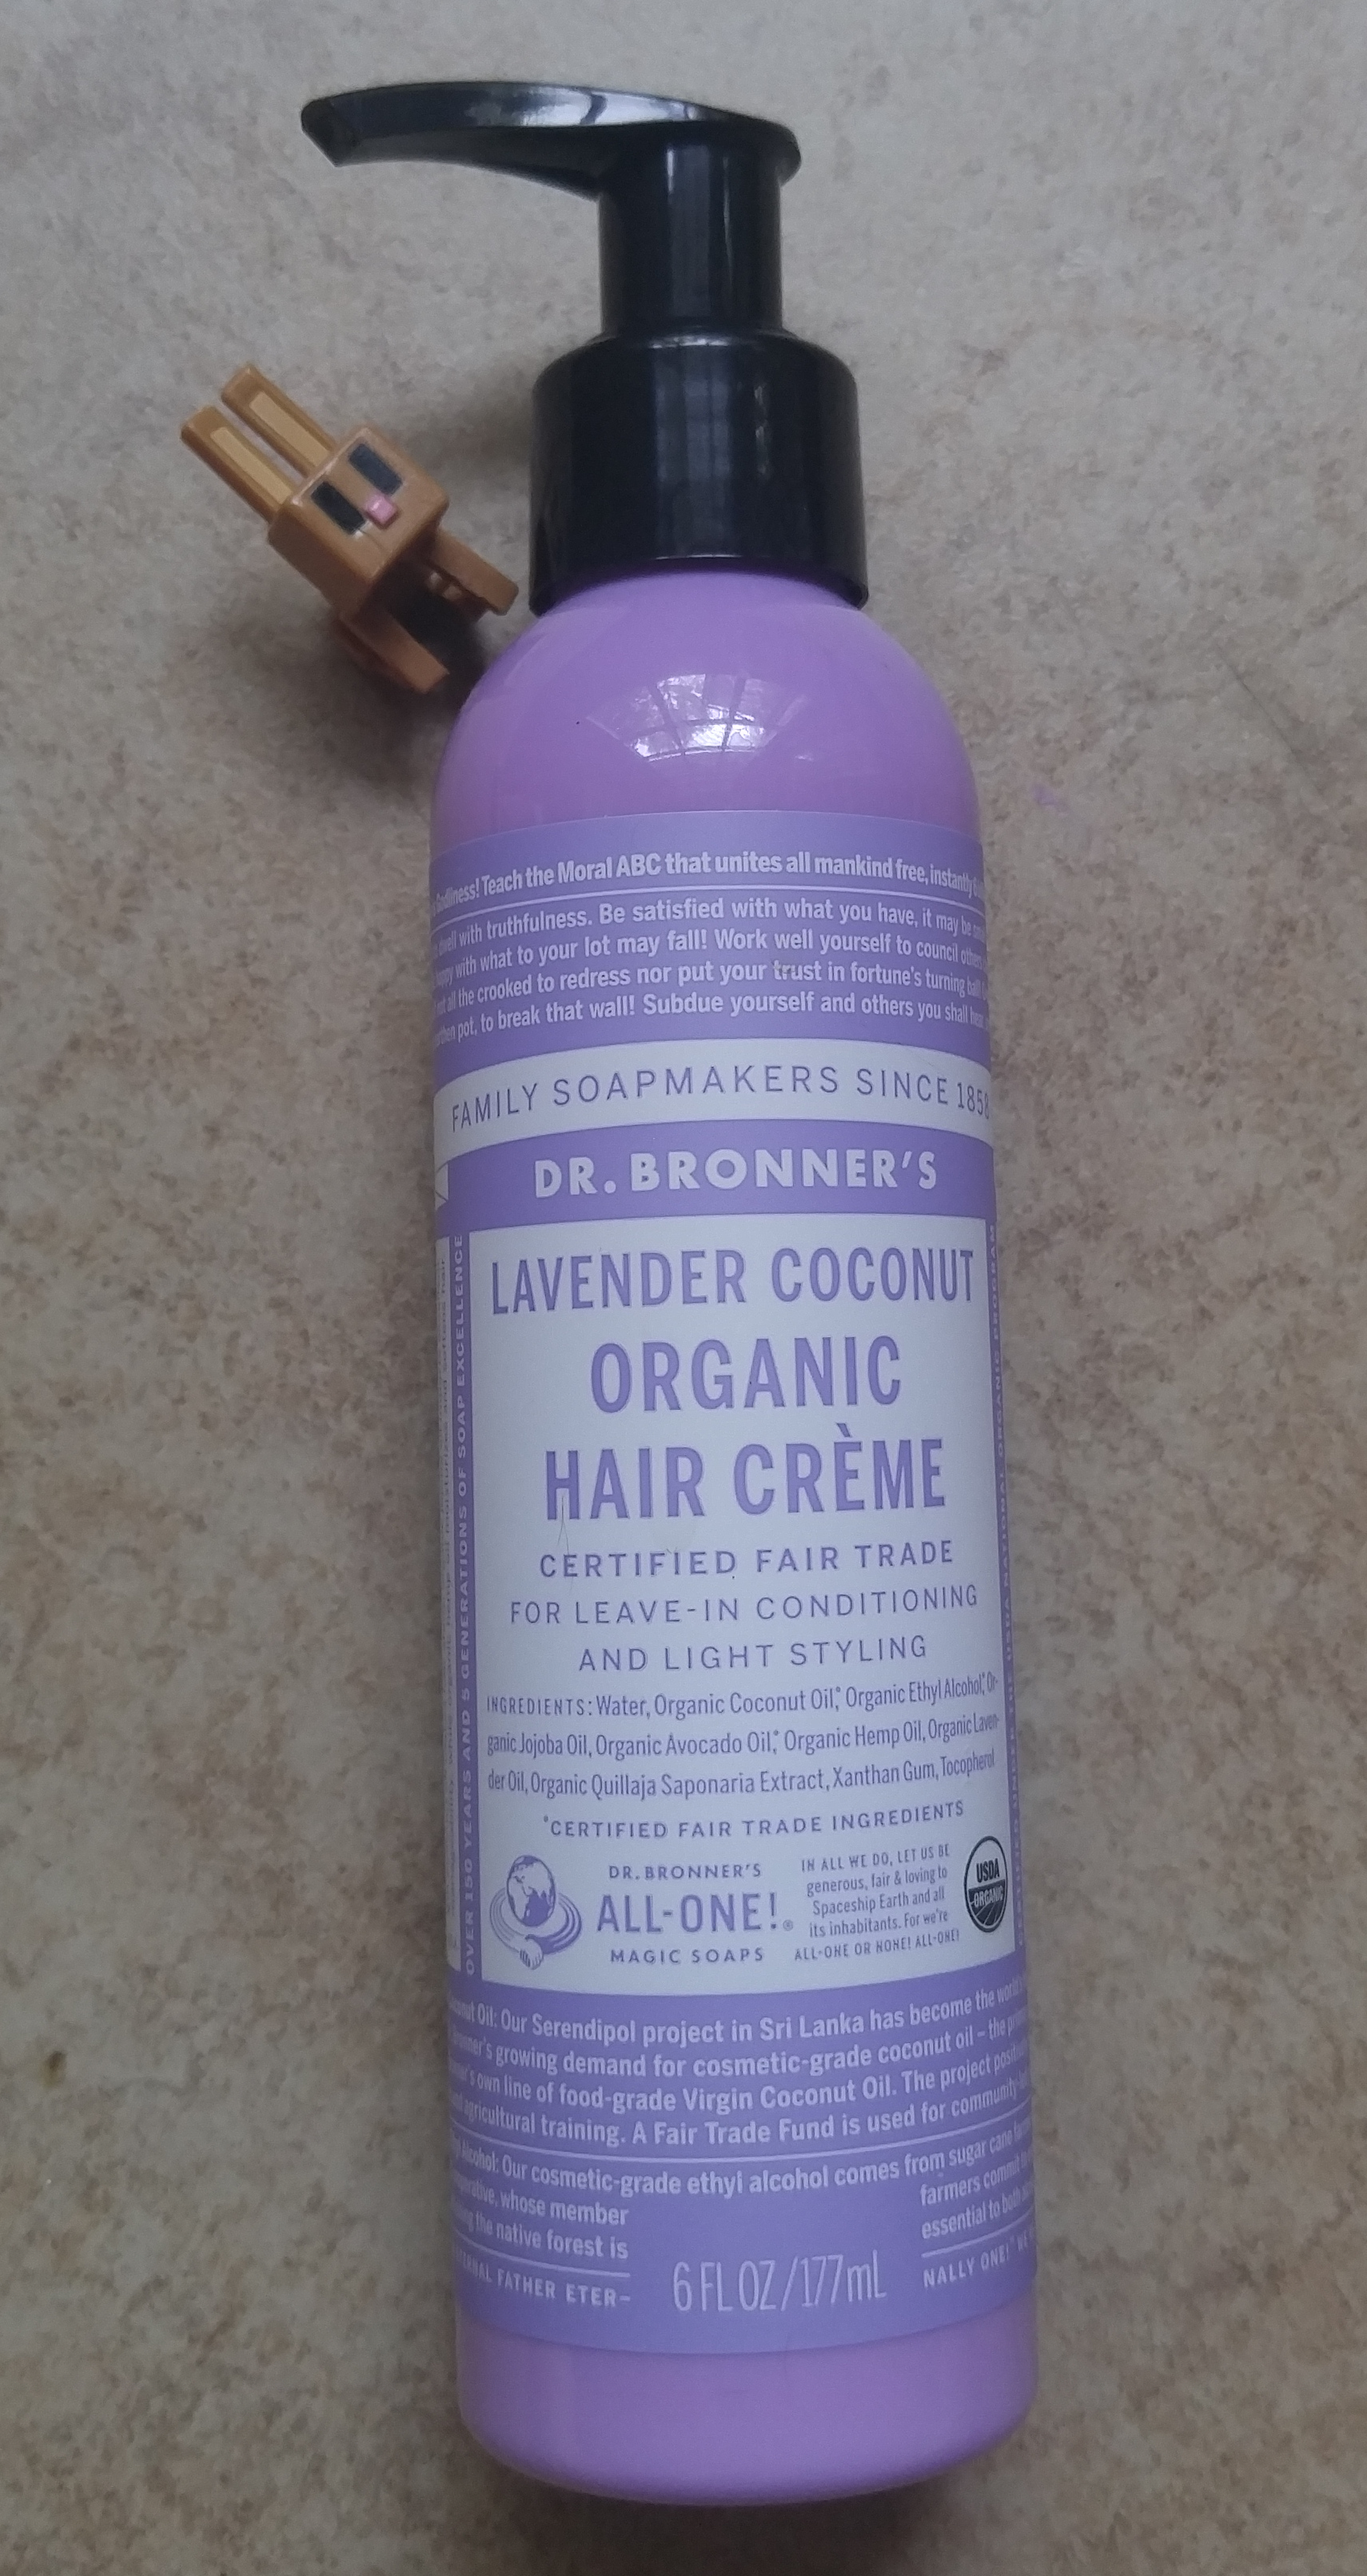 Teach the Moral ABC that unites all mankind free, instantly
with truthfulness. Be satisfied with what you have, it may be
with what to your lot may fall! Work well yourself to council
all the crooked to redress nor put your trust in fortune's turning
pot, to break that wall! Subdue yourself and others you shall
FAMILY SOAPMAKERS SINCE 1858
DR. BRONNER'S
OVER 150 YEARS AND 5 GENERATIONS OF SOAP EXCELLENCE
LAVENDER COCONUT
ORGANIC
HAIR CRÈME
CERTIFIED FAIR TRADE
FOR LEAVE-IN CONDITIONING
AND LIGHT STYLING
INGREDIENTS: Water, Organic Coconut Oil,* Organic Ethyl Alcohol,* Or-
ganic Jojoba Oil, Organic Avocado Oil,* Organic Hemp Oil, Organic Laven-
der Oil, Organic Quillaja Saponaria Extract, Xanthan Gum, Tocopherol
*CERTIFIED FAIR TRADE INGREDIENTS
DR. BRONNER'S
ALL-ONE!®
MAGIC SOAPS
IN ALL WE DO, LET US BE
generous, fair & loving to
Spaceship Earth and all
its inhabitants. For we're
ALL-ONE OR NONE! ALL-ONE!
USDA
ORGANIC
Oil: Our Serendipol project in Sri Lanka has become the
growing demand for cosmetic-grade coconut oil – the
own line of food-grade Virgin Coconut Oil. The project
agricultural training. A Fair Trade Fund is used for
Alcohol: Our cosmetic-grade ethyl alcohol comes from sugar cane
whose member
farmers commit
the native forest is
essential to both
FATHER ETER-
6 FL OZ/177mL
NALLY ONE!